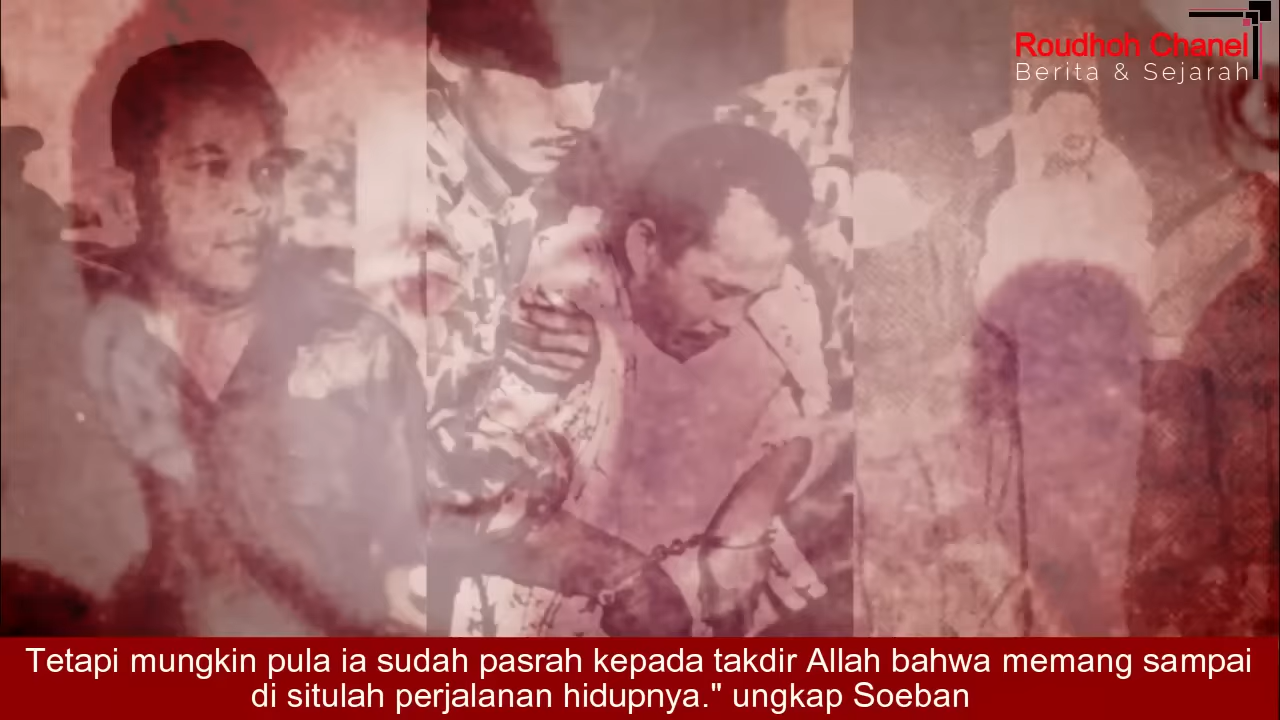 Roudhoh Chanel
Berita & Sejarah
Tetapi mungkin pula ia sudah pasrah kepada takdir Allah bahwa memang sampai
di situlah perjalanan hidupnya." ungkap Soeban